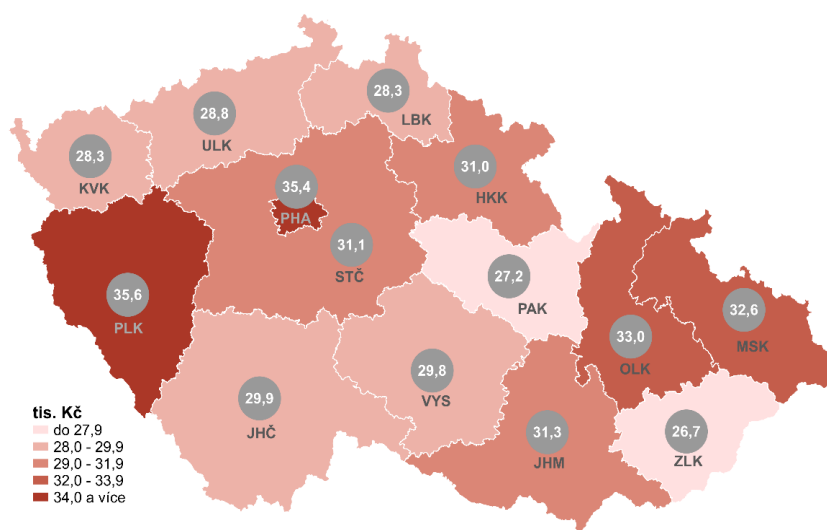 28,3
LBK
28,8
ULK
28,3
KVK
31,0
HKK
35,4
PHA
31,1
STČ
27,2
PAK
35,6
PLK
32,6
MSK
33,0
OLK
29,8
VYS
29,9
JHČ
31,3
JHM
26,7
ZLK
tis. Kč
do 27,9
28,0 - 29,9
29,0 - 31,9
32,0 - 33,9
34,0 a více